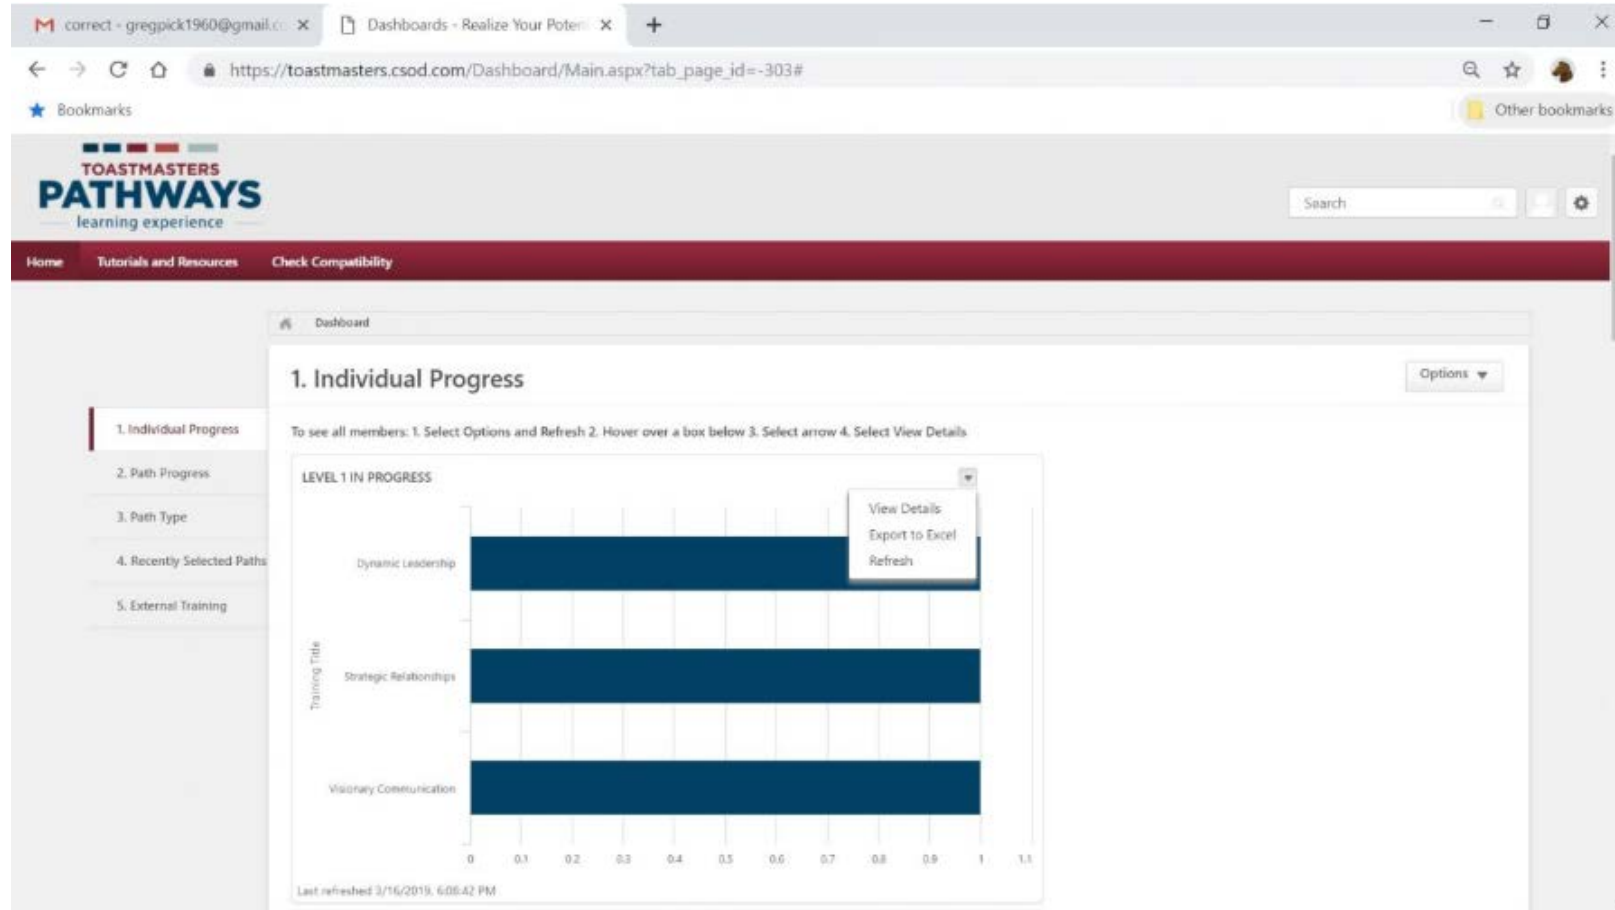 correct - gregpick1960@gmail.c
Dashboards - Realize Your Poten
https://toastmasters.csod.com/Dashboard/Main.aspx?tab_page_id=-303#
Bookmarks
Other bookmarks
TOASTMASTERS
PATHWAYS
learning experience
Search
Home Tutorials and Resources Check Compatibility
Dashboard
1. Individual Progress
Options
1. Individual Progress
2. Path Progress
3. Path Type
4. Recently Selected Paths
5. External Training
To see all members: 1. Select Options and Refresh 2. Hover over a box below 3. Select arrow 4. Select View Details
LEVEL 1 IN PROGRESS
View Details
Export to Excel
Refresh
Training Title
Dynamic Leadership
Strategic Relationships
Visionary Communication
0 0.1 0.2 0.3 0.4 0.5 0.6 0.7 0.8 0.9 1 1.1
Last refreshed 3/16/2019, 6:08:42 PM